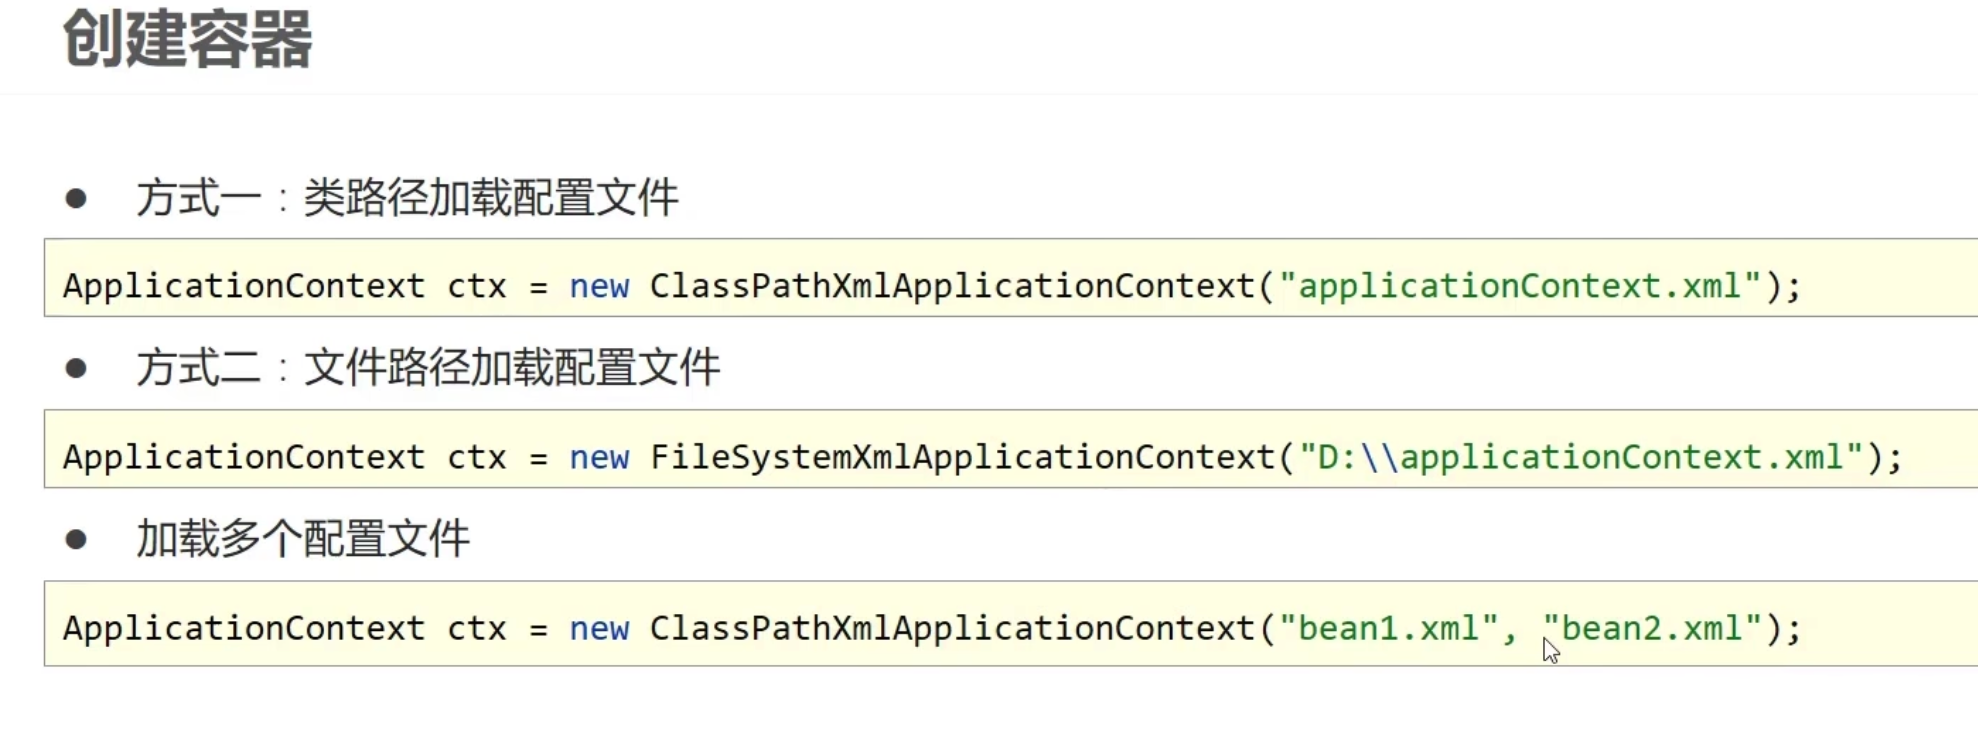 创建容器
方式一：类路径加载配置文件
ApplicationContext ctx = new ClassPathXmlApplicationContext("applicationContext.xml");
方式二：文件路径加载配置文件
ApplicationContext ctx = new FileSystemXmlApplicationContext("D:\\applicationContext.xml");
加载多个配置文件
ApplicationContext ctx = new ClassPathXmlApplicationContext("bean1.xml", "bean2.xml");